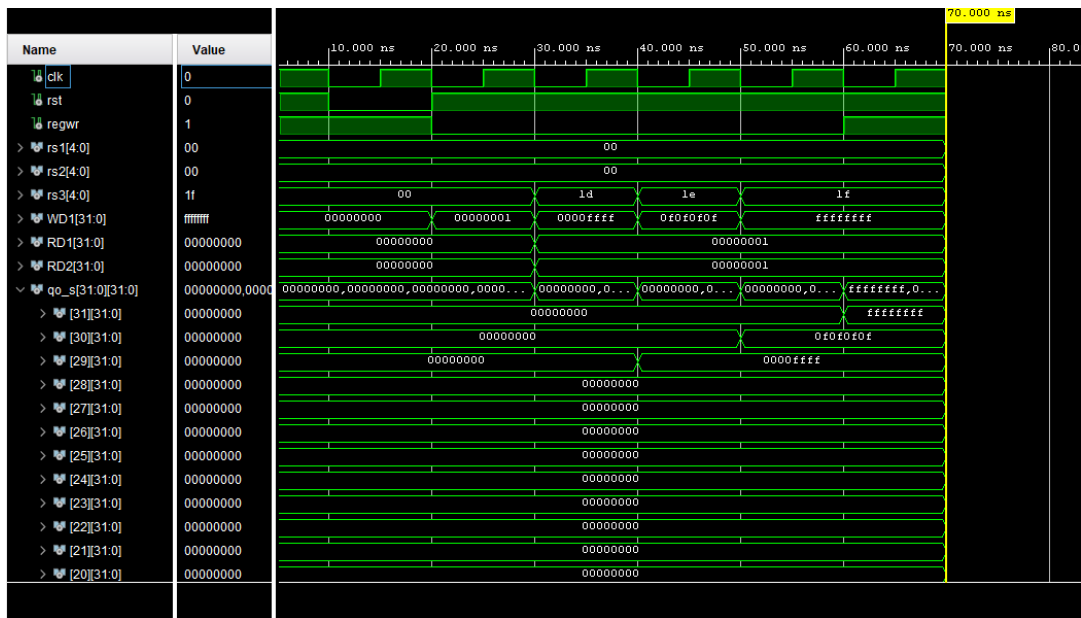 70.000 ns
Name Value 10.000 ns 20.000 ns 30.000 ns 40.000 ns 50.000 ns 60.000 ns 70.000 ns 80.0
clk 0
rst 0
regwr 1
rs1[4:0] 00 00
rs2[4:0] 00 00
rs3[4:0] 1f 00 1d 1e 1f
WD1[31:0] ffffffff 00000000 00000001 0000ffff 0f0f0f0f ffffffff
RD1[31:0] 00000000 00000000 00000001
RD2[31:0] 00000000 00000000 00000001
qo_s[31:0][31:0] 00000000,0000 00000000,00000000,00000000,0000... 00000000,0... 00000000,0... 00000000,0... ffffffff,0...
[31][31:0] 00000000 00000000 ffffffff
[30][31:0] 00000000 00000000 0f0f0f0f
[29][31:0] 00000000 00000000 0000ffff
[28][31:0] 00000000 00000000
[27][31:0] 00000000 00000000
[26][31:0] 00000000 00000000
[25][31:0] 00000000 00000000
[24][31:0] 00000000 00000000
[23][31:0] 00000000 00000000
[22][31:0] 00000000 00000000
[21][31:0] 00000000 00000000
[20][31:0] 00000000 00000000